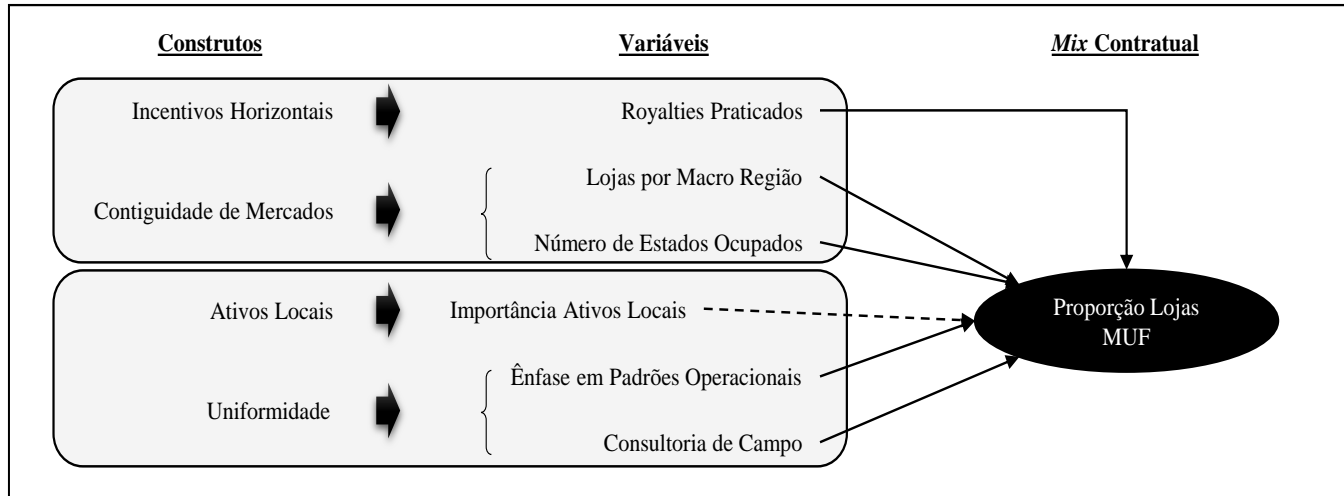 Construtos
Variáveis
Mix Contratual
Incentivos Horizontais
Royalties Praticados
Lojas por Macro Região
Contiguidade de Mercados
Número de Estados Ocupados
Ativos Locais
Importância Ativos Locais
Proporção Lojas
MUF
Ênfase em Padrões Operacionais
Uniformidade
Consultoria de Campo